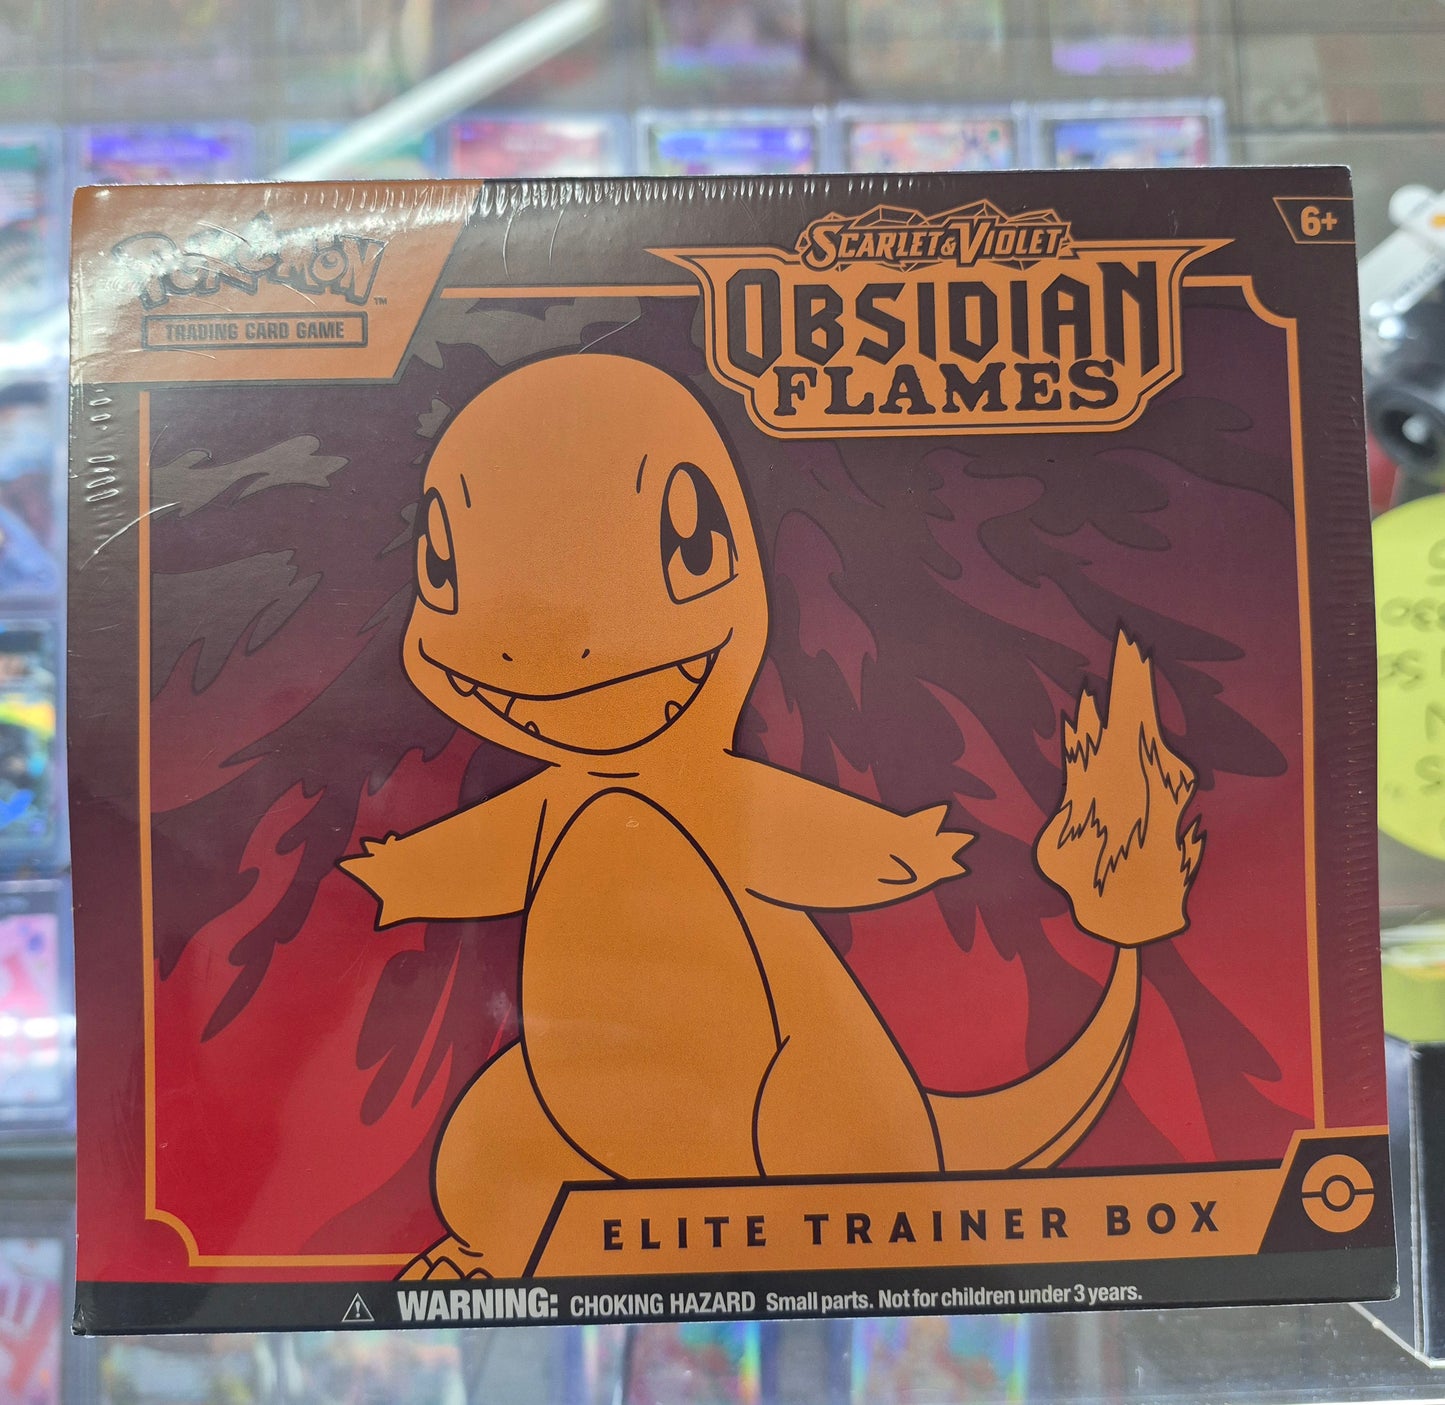 Pokémon
TM
TRADING CARD GAME
SCARLET & VIOLET
OBSIDIAN
FLAMES
6+
ELITE TRAINER BOX
WARNING: CHOKING HAZARD Small parts. Not for children under 3 years.